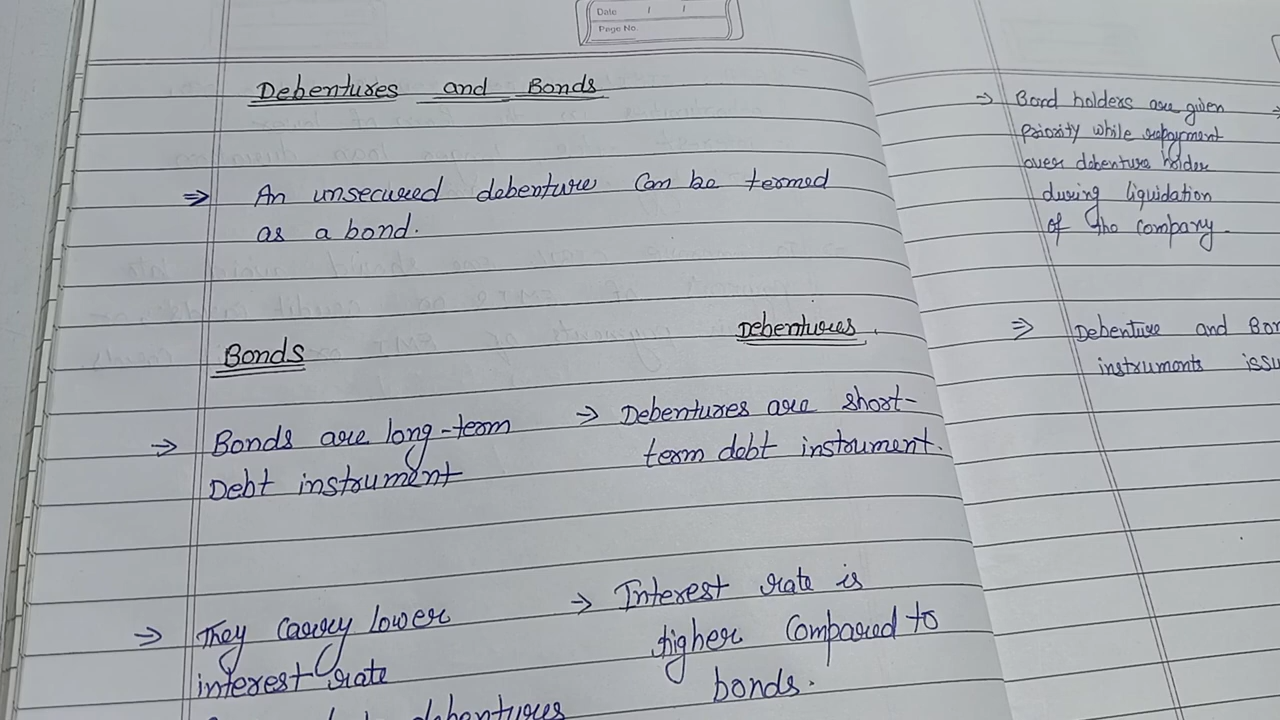 Date / /
Page No.
Debentures and Bonds
⇒ An unsecured debenture can be termed
as a bond.
Bonds
Debentures.
→ Bonds are long-term
Debt instrument
→ Debentures are short-
term debt instrument.
→ They carry lower
interest rate
debentures
→ Interest rate is
higher compared to
bonds.
→ Bond holders are given
priority while repayment
over debenture holder
during liquidation
of the company.
⇒ Debenture and Bon
instruments issu